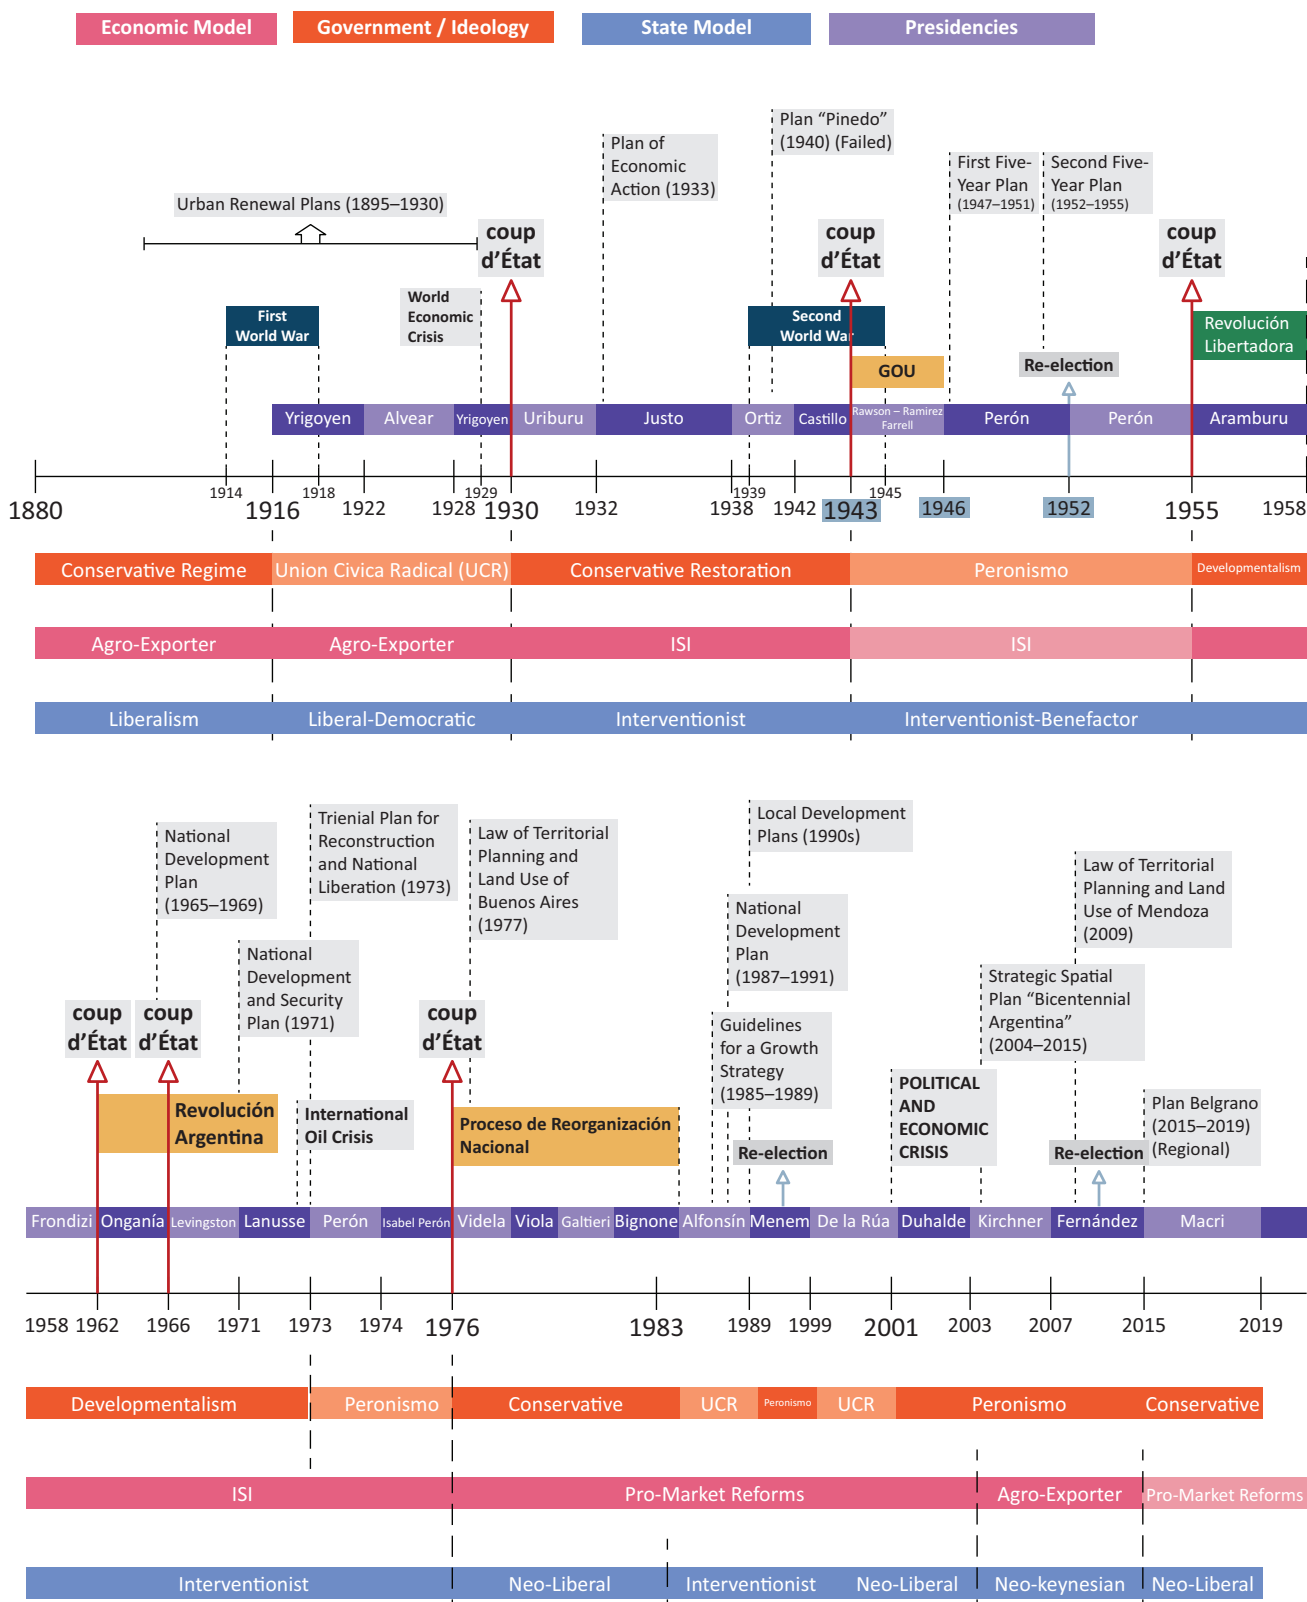 Economic Model
Government / Ideology
State Model
Presidencies
Plan “Pinedo”
(1940) (Failed)
Plan of
Economic
Action (1933)
First Five-
Year Plan
(1947–1951)
Second Five-
Year Plan
(1952–1955)
Urban Renewal Plans (1895–1930)
coup
d’État
coup
d’État
coup
d’État
World
Economic
Crisis
First
World War
Second
World War
Revolución
Libertadora
GOU
Re-election
Yrigoyen
Alvear
Yrigoyen
Uriburu
Justo
Ortiz
Castillo
Rawson – Ramirez
Farrell
Perón
Perón
Aramburu
1914
1918
1929
1939
1945
1880
1916
1922
1928
1930
1932
1938
1942
1943
1946
1952
1955
1958
Conservative Regime
Union Civica Radical (UCR)
Conservative Restoration
Peronismo
Developmentalism
Agro-Exporter
Agro-Exporter
ISI
ISI
Liberalism
Liberal-Democratic
Interventionist
Interventionist-Benefactor
National
Development
Plan
(1965–1969)
Trienial Plan for
Reconstruction
and National
Liberation (1973)
Law of Territorial
Planning and
Land Use of
Buenos Aires
(1977)
Local Development
Plans (1990s)
National
Development
Plan
(1987–1991)
Law of Territorial
Planning and Land
Use of Mendoza
(2009)
National
Development
and Security
Plan (1971)
Strategic Spatial
Plan “Bicentennial
Argentina”
(2004–2015)
coup
d’État
coup
d’État
coup
d’État
Guidelines
for a Growth
Strategy
(1985–1989)
POLITICAL
AND
ECONOMIC
CRISIS
Plan Belgrano
(2015–2019)
(Regional)
Revolución
Argentina
International
Oil Crisis
Proceso de Reorganización
Nacional
Re-election
Re-election
Frondizi
Onganía
Levingston
Lanusse
Perón
Isabel Perón
Videla
Viola
Galtieri
Bignone
Alfonsín
Menem
De la Rúa
Duhalde
Kirchner
Fernández
Macri
1958
1962
1966
1971
1973
1974
1976
1983
1989
1999
2001
2003
2007
2015
2019
Developmentalism
Peronismo
Conservative
UCR
Peronismo
UCR
Peronismo
Conservative
ISI
Pro-Market Reforms
Agro-Exporter
Pro-Market Reforms
Interventionist
Neo-Liberal
Interventionist
Neo-Liberal
Neo-keynesian
Neo-Liberal